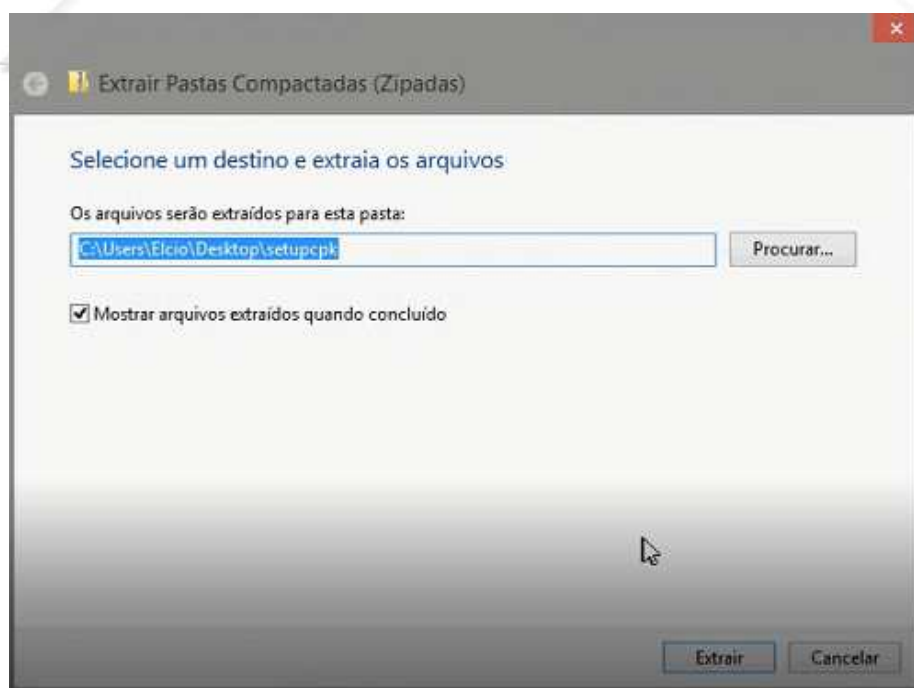 Extrair Pastas Compactadas (Zipadas)
Selecione um destino e extraia os arquivos
Os arquivos serão extraídos para esta pasta:
C:\Users\Elcio\Desktop\setupcpk
Procurar...
Mostrar arquivos extraídos quando concluído
Extrair
Cancelar